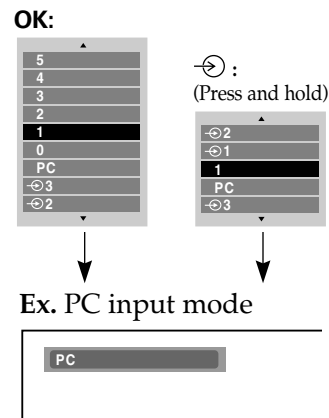 OK:
5
4
3
2
1
0
PC
3
2
:
(Press and hold)
2
1
1
PC
3
Ex. PC input mode
PC